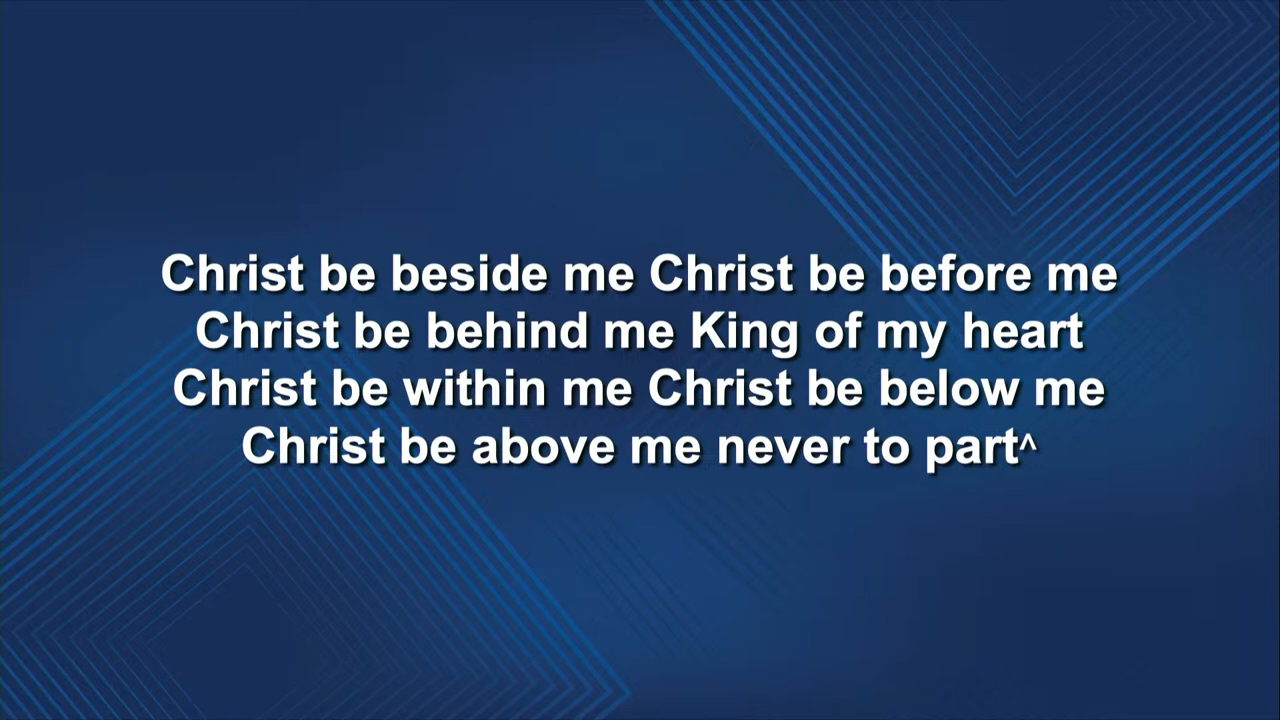 Christ be beside me Christ be before me
Christ be behind me King of my heart
Christ be within me Christ be below me
Christ be above me never to part^